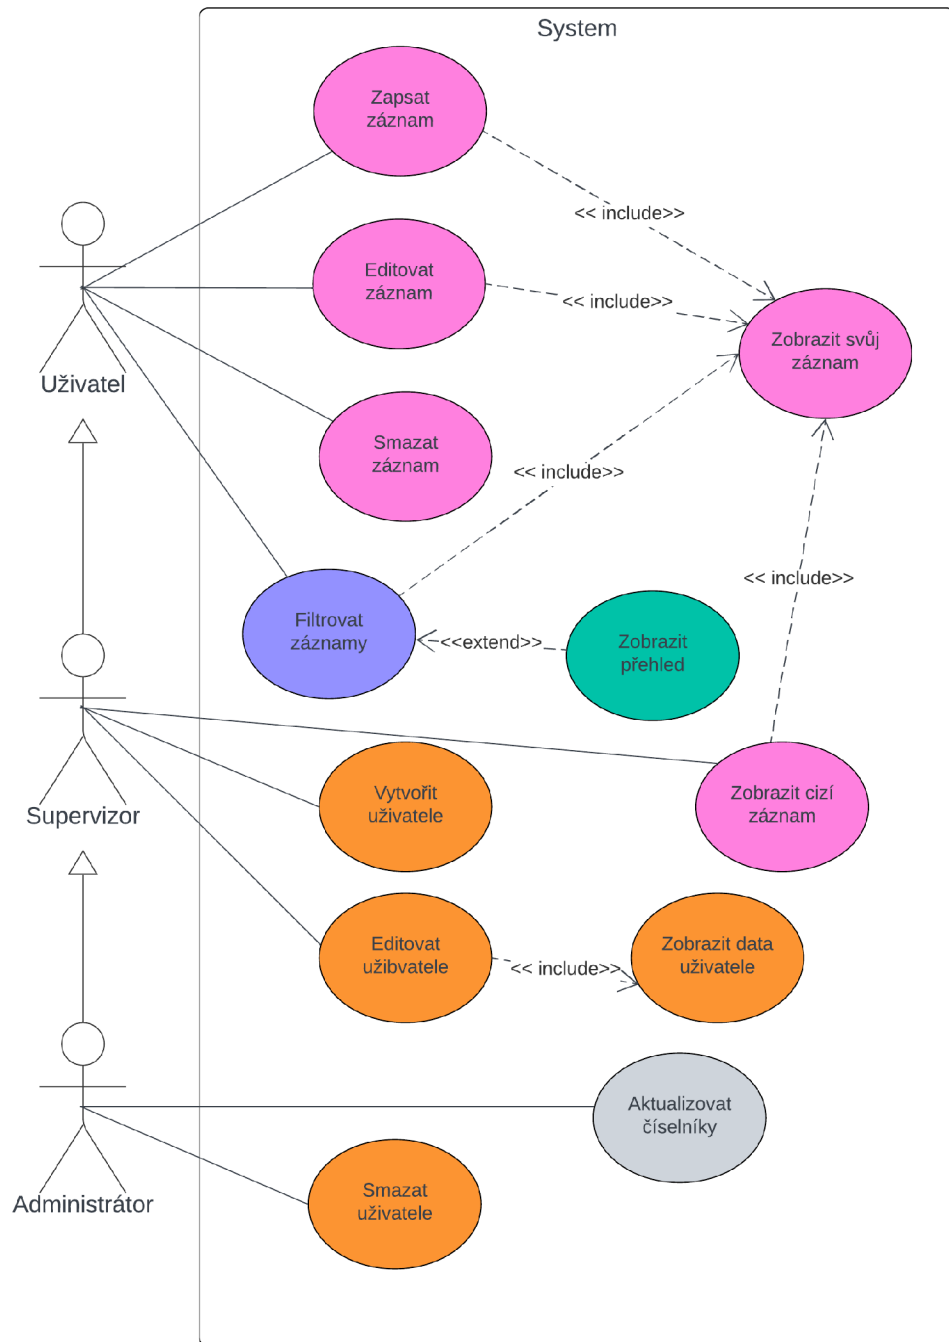 System
Zapsat
záznam
<< include>>
Editovat
záznam
<< include>>
Zobrazit svůj
záznam
Uživatel
Smazat
záznam
<< include>>
<< include>>
Filtrovat
záznamy
<<extend>>
Zobrazit
přehled
Supervizor
Vytvořit
uživatele
Zobrazit cizí
záznam
Editovat
užibvatele
<< include>>
Zobrazit data
uživatele
Aktualizovat
číselníky
Administrátor
Smazat
uživatele